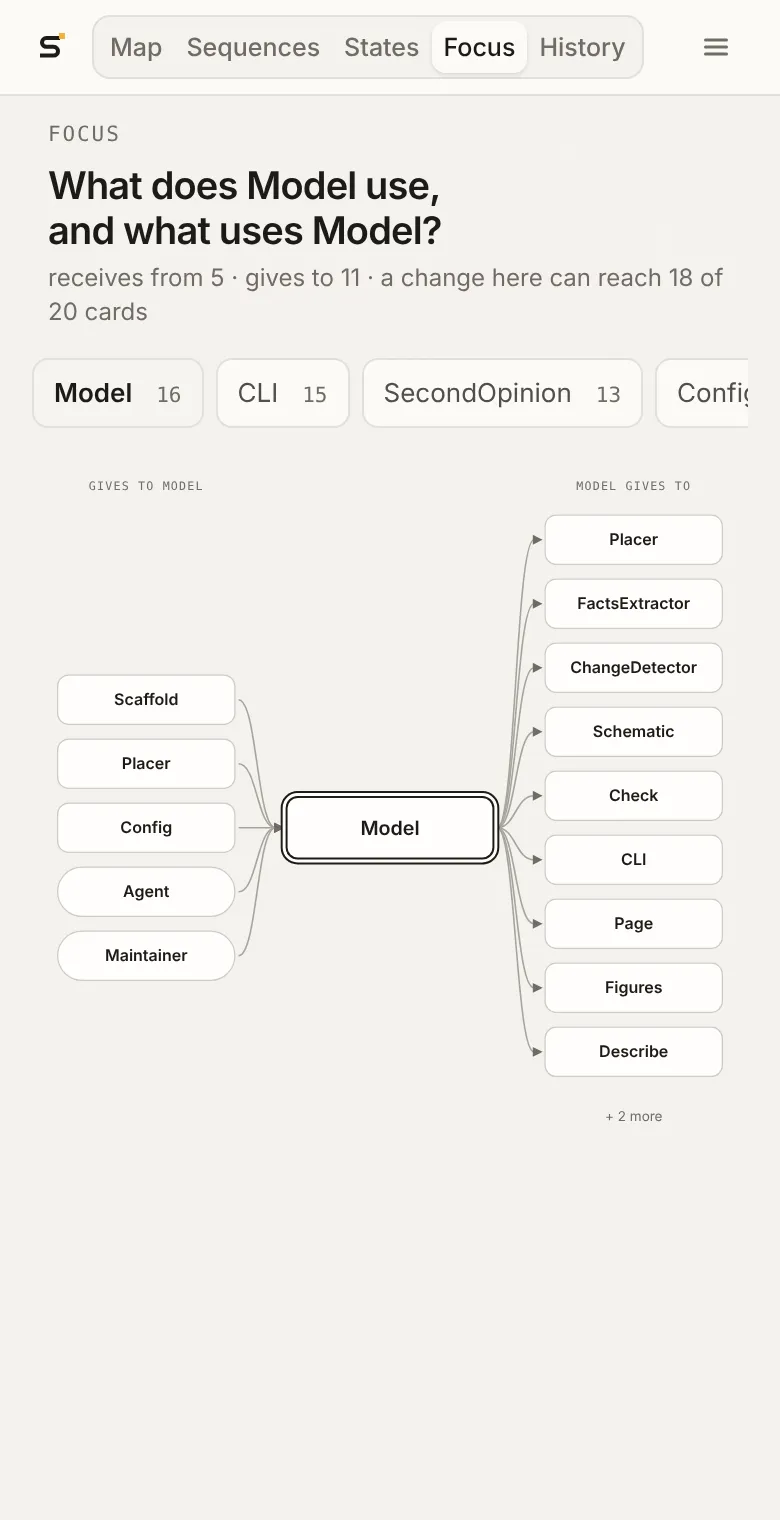 S
Map Sequences States Focus History
FOCUS
What does Model use,
and what uses Model?
receives from 5 · gives to 11 · a change here can reach 18 of
20 cards
Model 16 CLI 15 SecondOpinion 13 Config
GIVES TO MODEL
MODEL GIVES TO
Scaffold
Placer
Config
Agent
Maintainer
Model
Placer
FactsExtractor
ChangeDetector
Schematic
Check
CLI
Page
Figures
Describe
+ 2 more